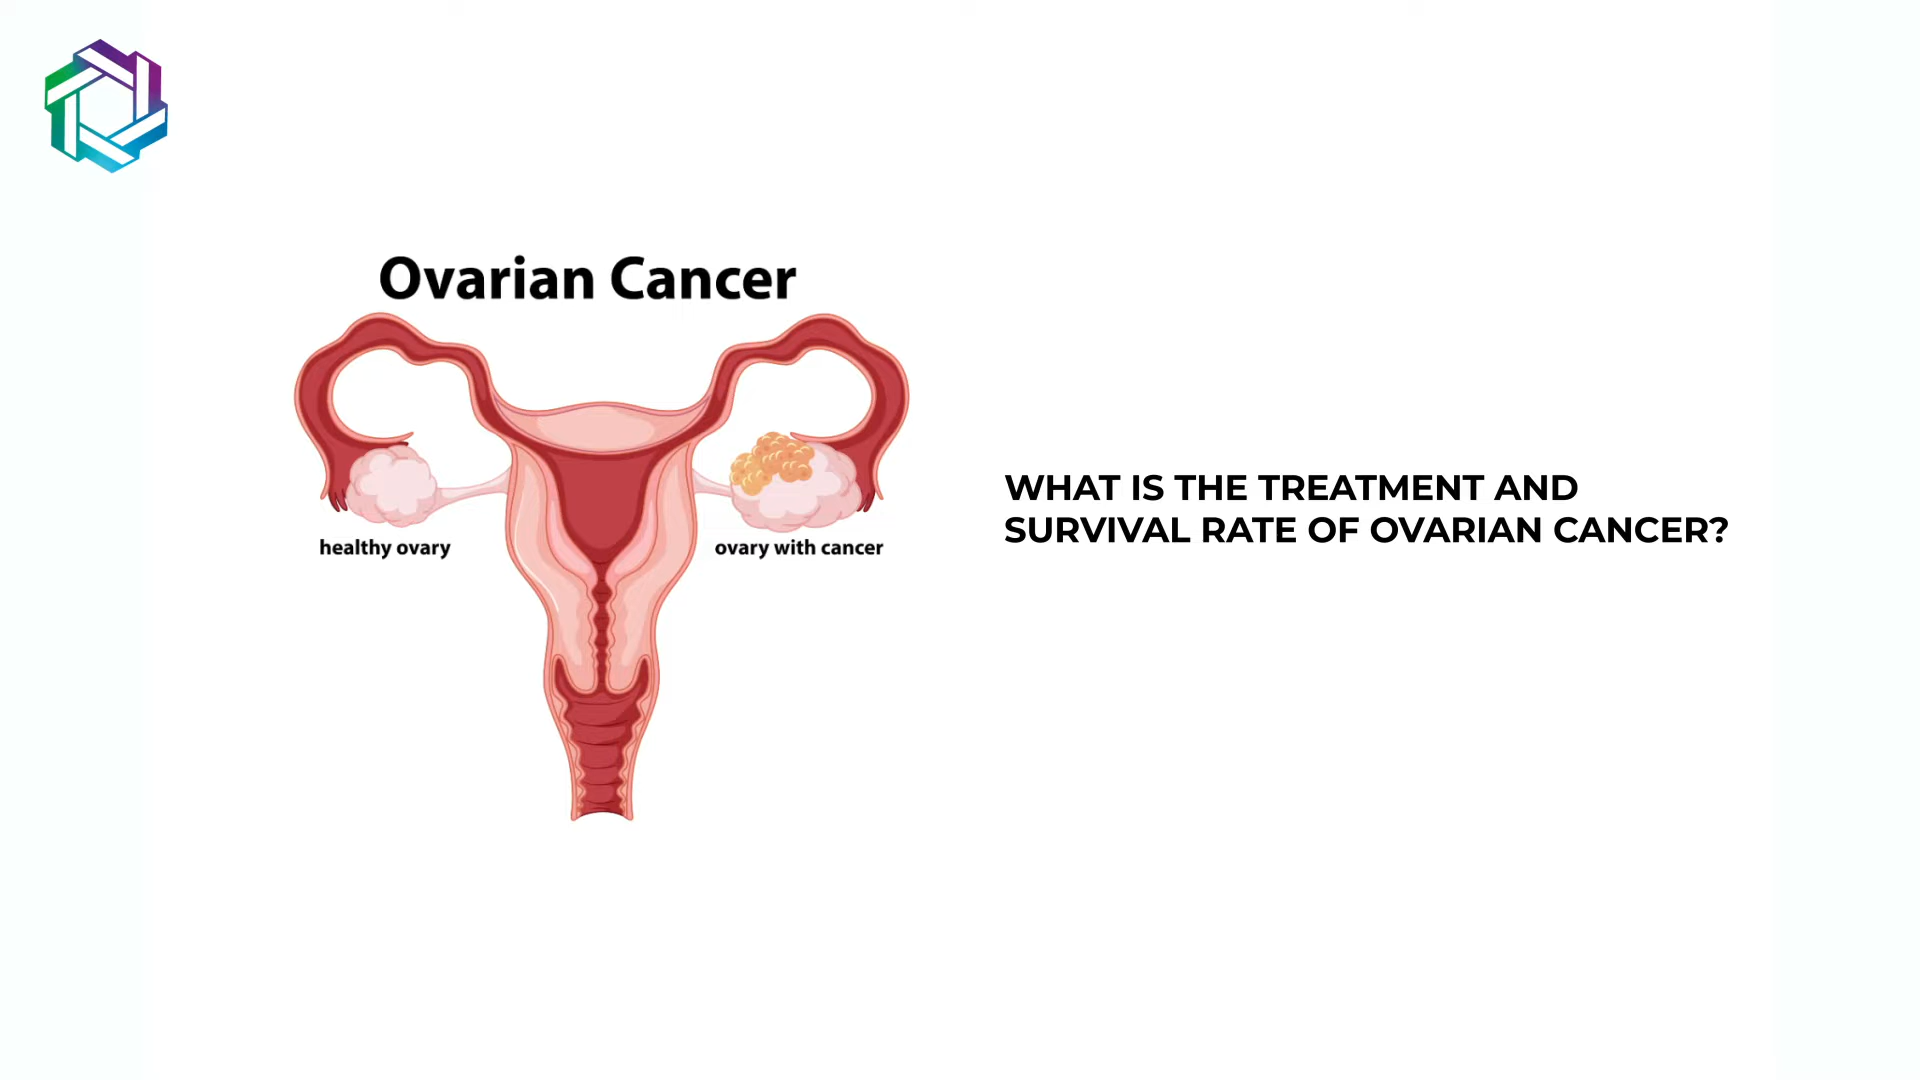 Ovarian Cancer
healthy ovary
ovary with cancer
WHAT IS THE TREATMENT AND
SURVIVAL RATE OF OVARIAN CANCER?